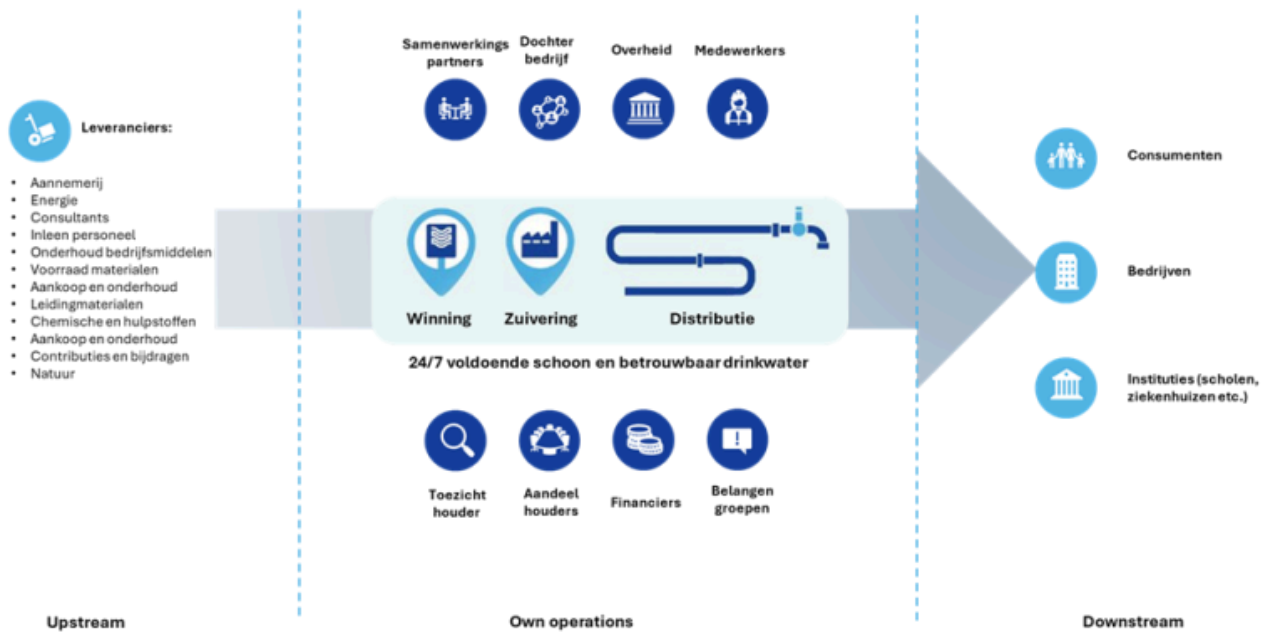 Leveranciers:
• Aannemerij
• Energie
• Consultants
• Inleen personeel
• Onderhoud bedrijfsmiddelen
• Voorraad materialen
• Aankoop en onderhoud
• Leidingmaterialen
• Chemische en hulpstoffen
• Aankoop en onderhoud
• Contributies en bijdragen
• Natuur
Upstream
Samenwerkings
partners
Dochter
bedrijf
Overheid
Medewerkers
Winning
Zuivering
Distributie
24/7 voldoende schoon en betrouwbaar drinkwater
Toezicht
houder
Aandeel
houders
Financiers
Belangen
groepen
Own operations
Consumenten
Bedrijven
Instituties (scholen,
ziekenhuizen etc.)
Downstream